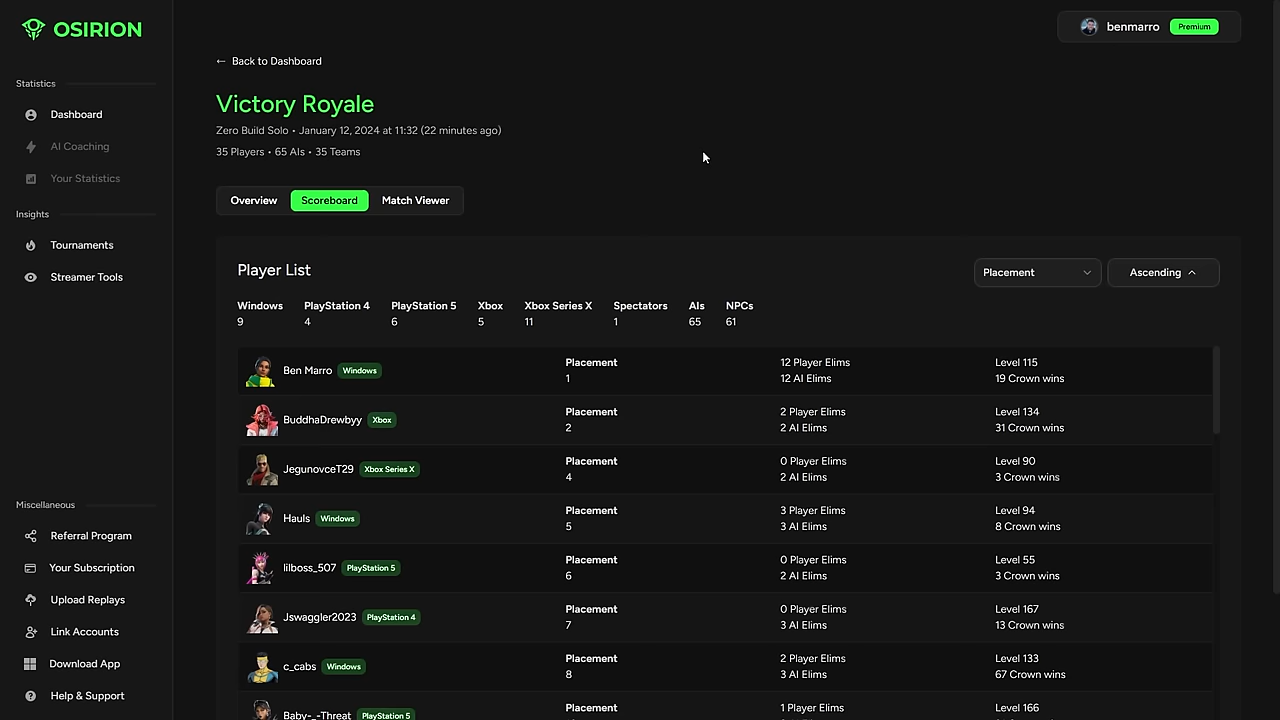 OSIRION
benmarro Premium
Statistics
Dashboard
AI Coaching
Your Statistics
Insights
Tournaments
Streamer Tools
Miscellaneous
Referral Program
Your Subscription
Upload Replays
Link Accounts
Download App
Help & Support
← Back to Dashboard
Victory Royale
Zero Build Solo • January 12, 2024 at 11:32 (22 minutes ago)
35 Players • 65 AIs • 35 Teams
Overview Scoreboard Match Viewer
Player List
Placement Ascending
Windows PlayStation 4 PlayStation 5 Xbox Xbox Series X Spectators AIs NPCs
9 4 6 5 11 1 65 61
Ben Marro Windows
Placement
1
12 Player Elims
12 AI Elims
Level 115
19 Crown wins
BuddhaDrewbyy Xbox
Placement
2
2 Player Elims
2 AI Elims
Level 134
31 Crown wins
JegunovceT29 Xbox Series X
Placement
4
0 Player Elims
2 AI Elims
Level 90
3 Crown wins
Hauls Windows
Placement
5
3 Player Elims
3 AI Elims
Level 94
8 Crown wins
lilboss_507 PlayStation 5
Placement
6
0 Player Elims
2 AI Elims
Level 55
3 Crown wins
Jswaggler2023 PlayStation 4
Placement
7
0 Player Elims
3 AI Elims
Level 167
13 Crown wins
c_cabs Windows
Placement
8
2 Player Elims
3 AI Elims
Level 133
67 Crown wins
Baby-_-Threat PlayStation 5
Placement
1 Player Elims
Level 166